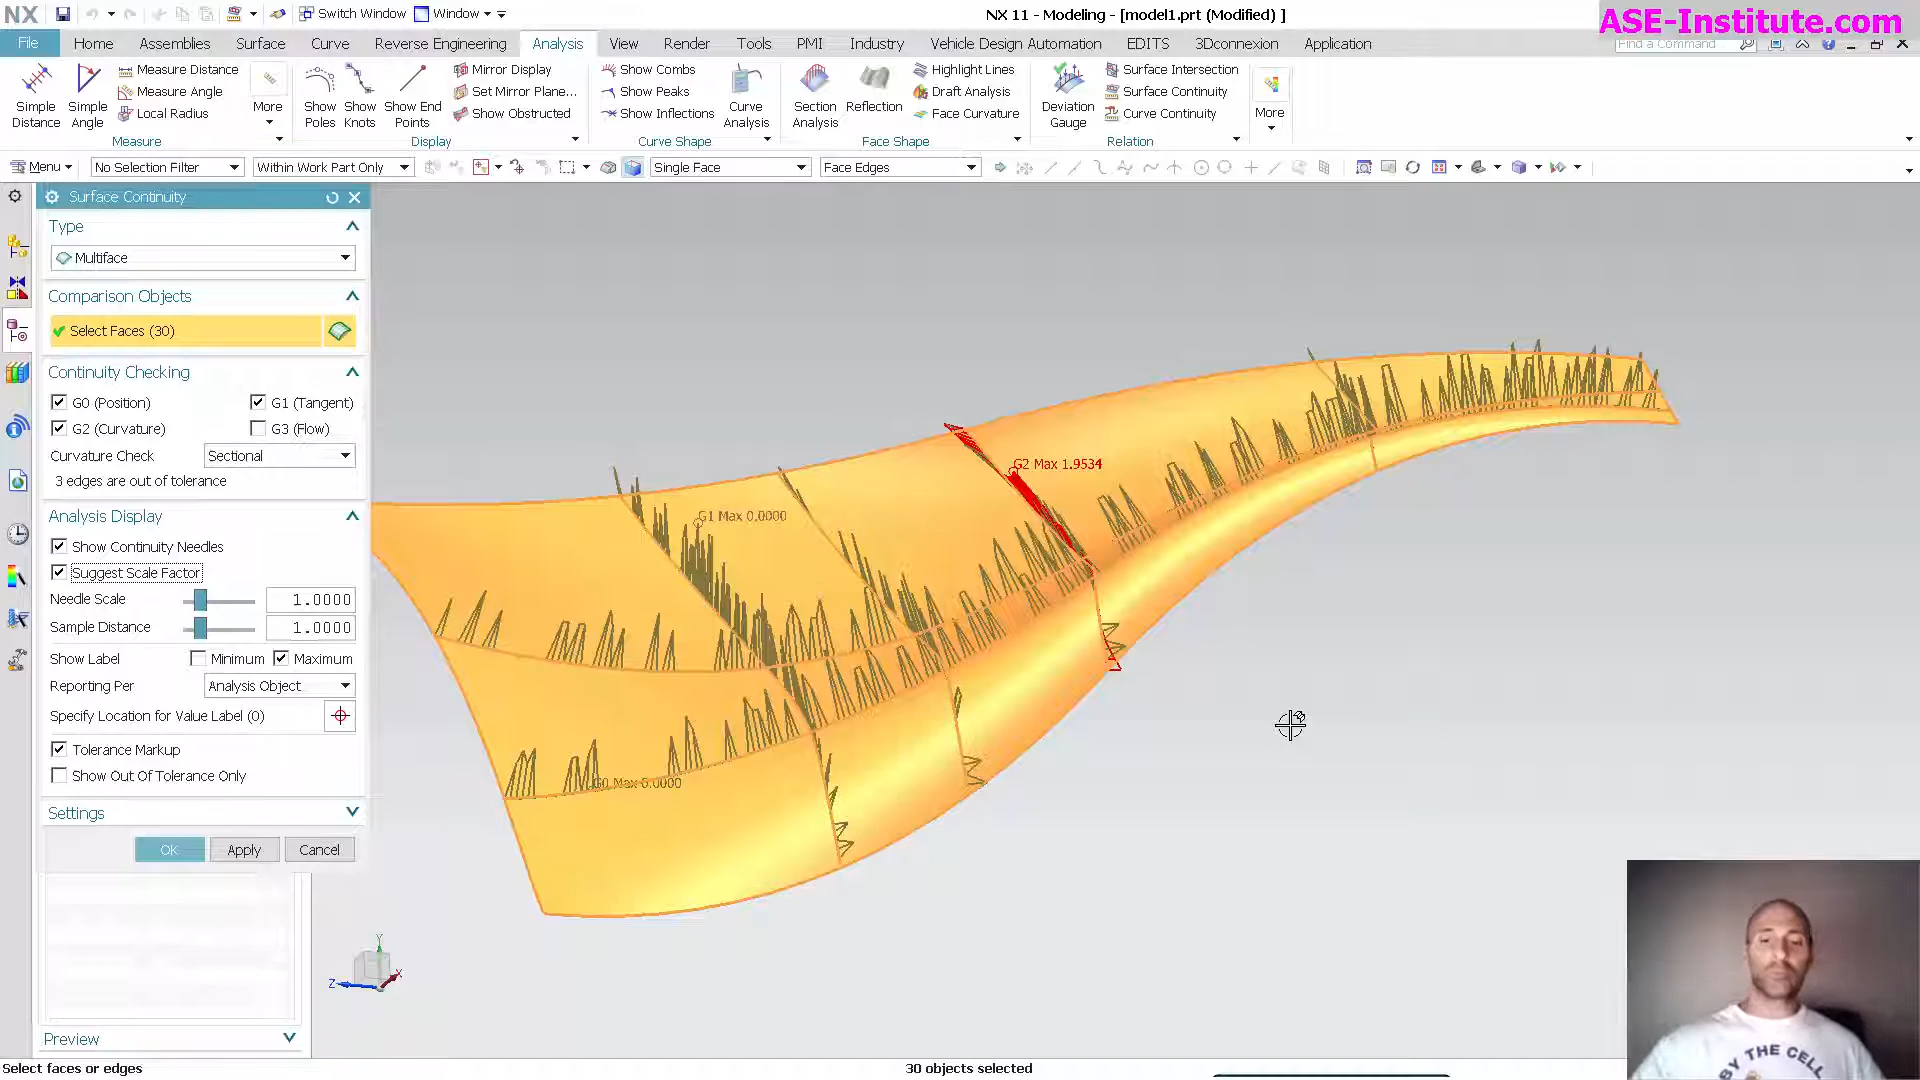 NX
Switch Window
Window
NX 11 - Modeling - [model1.prt (Modified) ]
ASE-Institute.com
File
Home
Assemblies
Surface
Curve
Reverse Engineering
Analysis
View
Render
Tools
PMI
Industry
Vehicle Design Automation
EDITS
3Dconnexion
Application
Find a Command
Simple Distance
Simple Angle
Measure Distance
Measure Angle
Local Radius
More
Measure
Show Poles
Show Knots
Show End Points
Mirror Display
Set Mirror Plane...
Show Obstructed
Display
Show Combs
Show Peaks
Show Inflections
Curve Analysis
Curve Shape
Section Analysis
Reflection
Highlight Lines
Draft Analysis
Face Curvature
Face Shape
Deviation Gauge
Surface Intersection
Surface Continuity
Curve Continuity
Relation
More
Menu
No Selection Filter
Within Work Part Only
Single Face
Face Edges
Surface Continuity
Type
Multiface
Comparison Objects
Select Faces (30)
Continuity Checking
G0 (Position)
G1 (Tangent)
G2 (Curvature)
G3 (Flow)
Curvature Check
Sectional
3 edges are out of tolerance
Analysis Display
Show Continuity Needles
Suggest Scale Factor
Needle Scale
1.0000
Sample Distance
1.0000
Show Label
Minimum
Maximum
Reporting Per
Analysis Object
Specify Location for Value Label (0)
Tolerance Markup
Show Out Of Tolerance Only
Settings
OK
Apply
Cancel
Preview
G2 Max 1.9534
G1 Max 0.0000
G0 Max 0.0000
Y
X
Z
Select faces or edges
30 objects selected
BY THE CELL